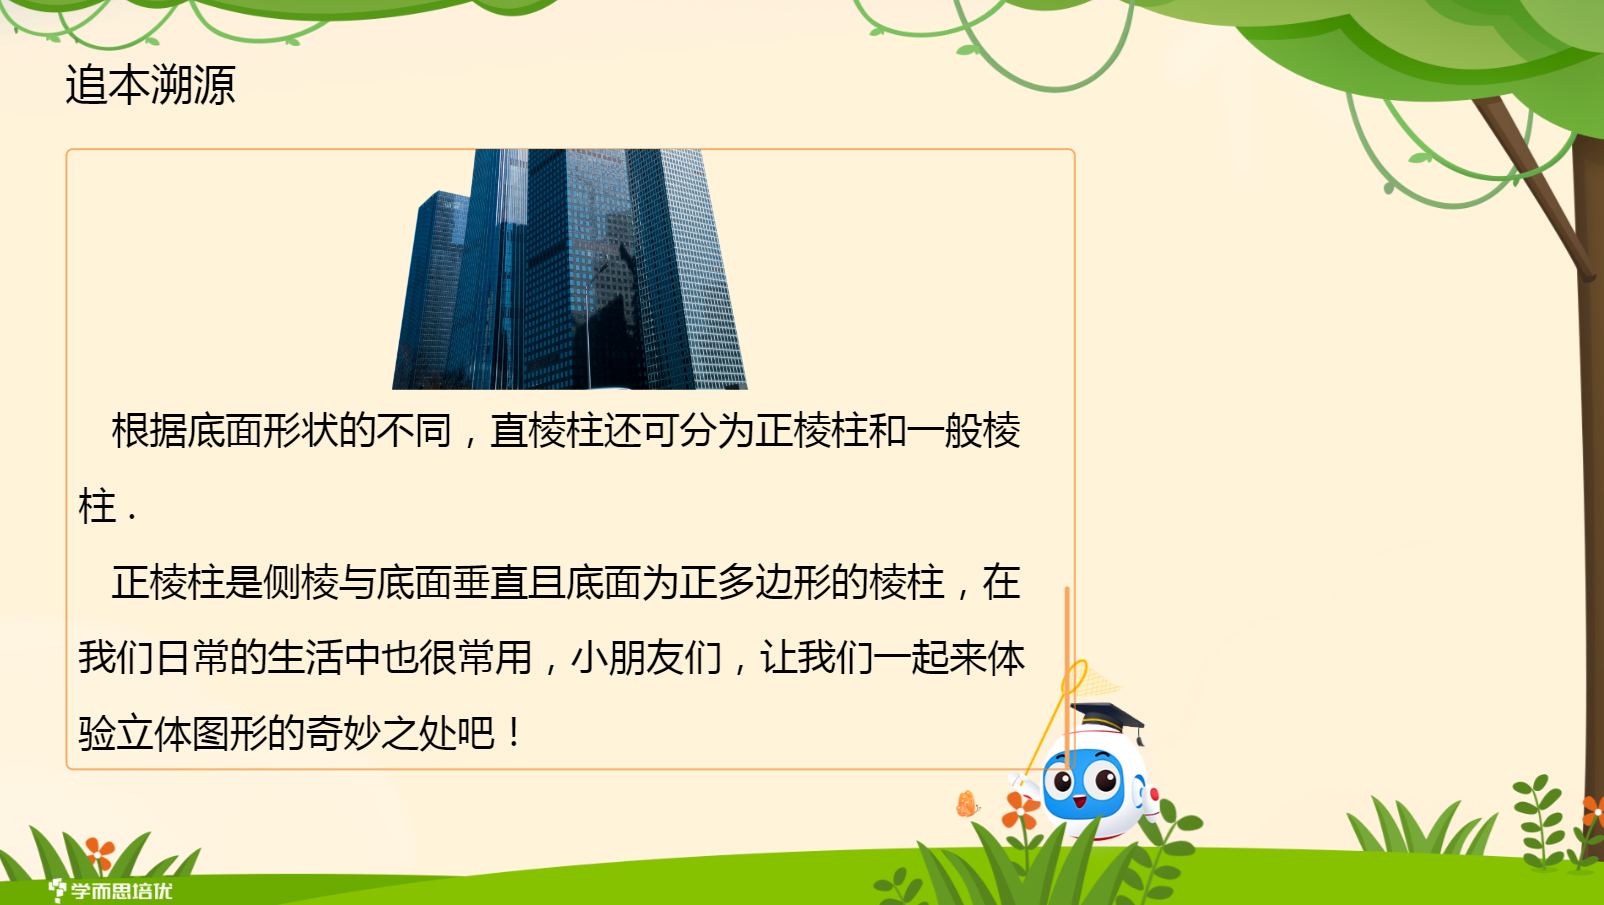 追本溯源
根据底面形状的不同，直棱柱还可分为正棱柱和一般棱
柱．
正棱柱是侧棱与底面垂直且底面为正多边形的棱柱，在
我们日常的生活中也很常用，小朋友们，让我们一起来体
验立体图形的奇妙之处吧！
学而思培优